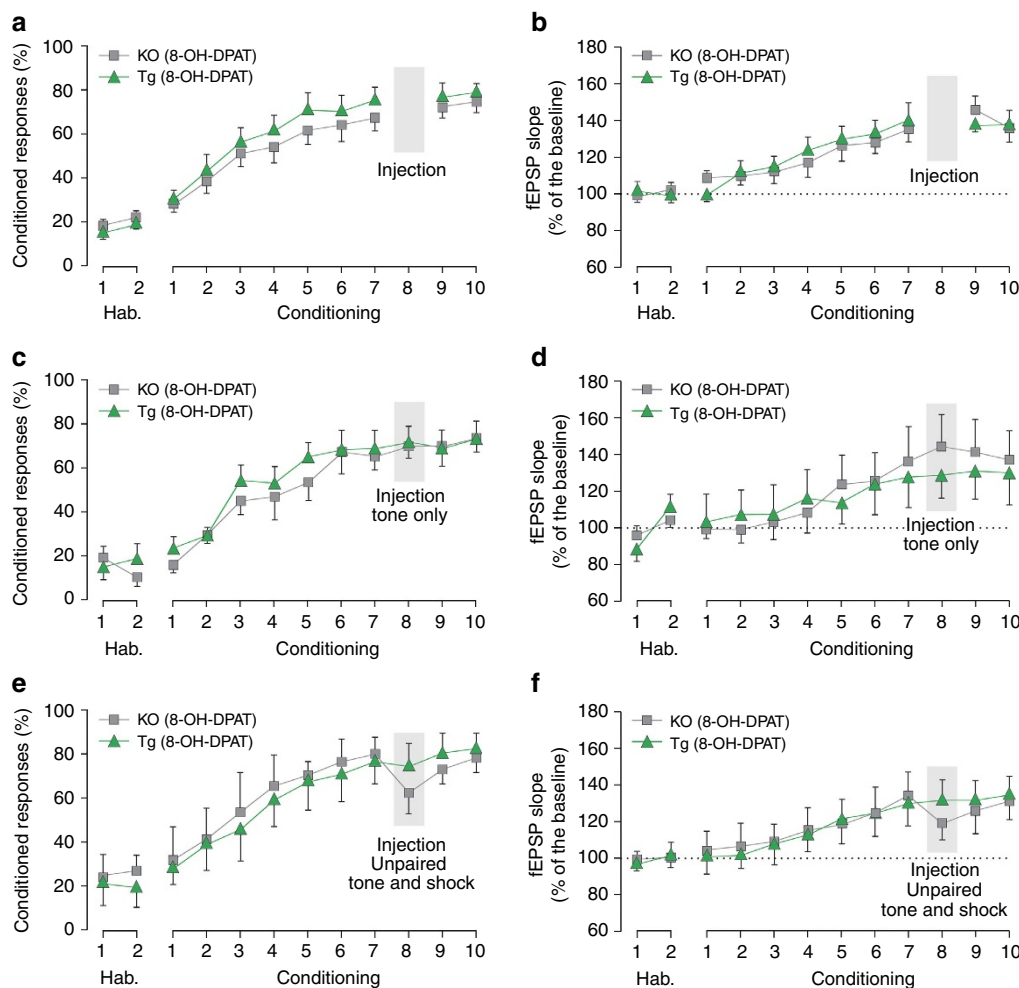 a
Conditioned responses (%)
100
80
60
40
20
0
KO (8-OH-DPAT)
Tg (8-OH-DPAT)
Injection
1 2 1 2 3 4 5 6 7 8 9 10
Hab. Conditioning
b
fEPSP slope
(% of the baseline)
180
160
140
120
100
80
60
KO (8-OH-DPAT)
Tg (8-OH-DPAT)
Injection
1 2 1 2 3 4 5 6 7 8 9 10
Hab. Conditioning
c
Conditioned responses (%)
100
80
60
40
20
0
KO (8-OH-DPAT)
Tg (8-OH-DPAT)
Injection
tone only
1 2 1 2 3 4 5 6 7 8 9 10
Hab. Conditioning
d
fEPSP slope
(% of the baseline)
180
160
140
120
100
80
60
KO (8-OH-DPAT)
Tg (8-OH-DPAT)
Injection
tone only
1 2 1 2 3 4 5 6 7 8 9 10
Hab. Conditioning
e
Conditioned responses (%)
100
80
60
40
20
0
KO (8-OH-DPAT)
Tg (8-OH-DPAT)
Injection
Unpaired
tone and shock
1 2 1 2 3 4 5 6 7 8 9 10
Hab. Conditioning
f
fEPSP slope
(% of the baseline)
180
160
140
120
100
80
60
KO (8-OH-DPAT)
Tg (8-OH-DPAT)
Injection
Unpaired
tone and shock
1 2 1 2 3 4 5 6 7 8 9 10
Hab. Conditioning